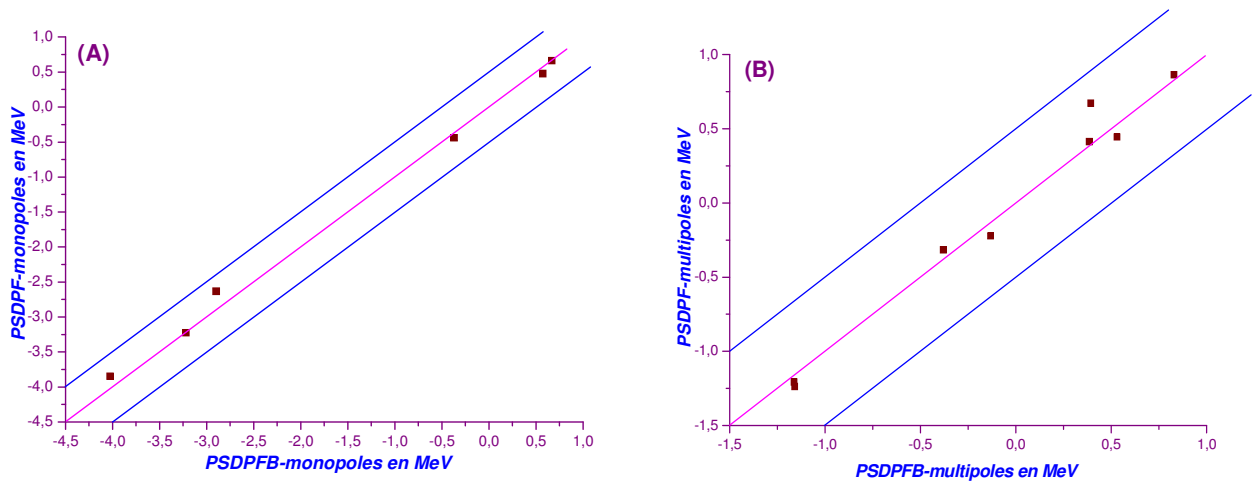 (A)
1,0
0,5
0,0
-0,5
-1,0
-1,5
-2,0
-2,5
-3,0
-3,5
-4,0
-4,5
PSDPF-monopoles en MeV
-4,5 -4,0 -3,5 -3,0 -2,5 -2,0 -1,5 -1,0 -0,5 0,0 0,5 1,0
PSDPFB-monopoles en MeV
(B)
1,0
0,5
0,0
-0,5
-1,0
-1,5
PSDPF-multipoles en MeV
-1,5 -1,0 -0,5 0,0 0,5 1,0
PSDPFB-multipoles en MeV